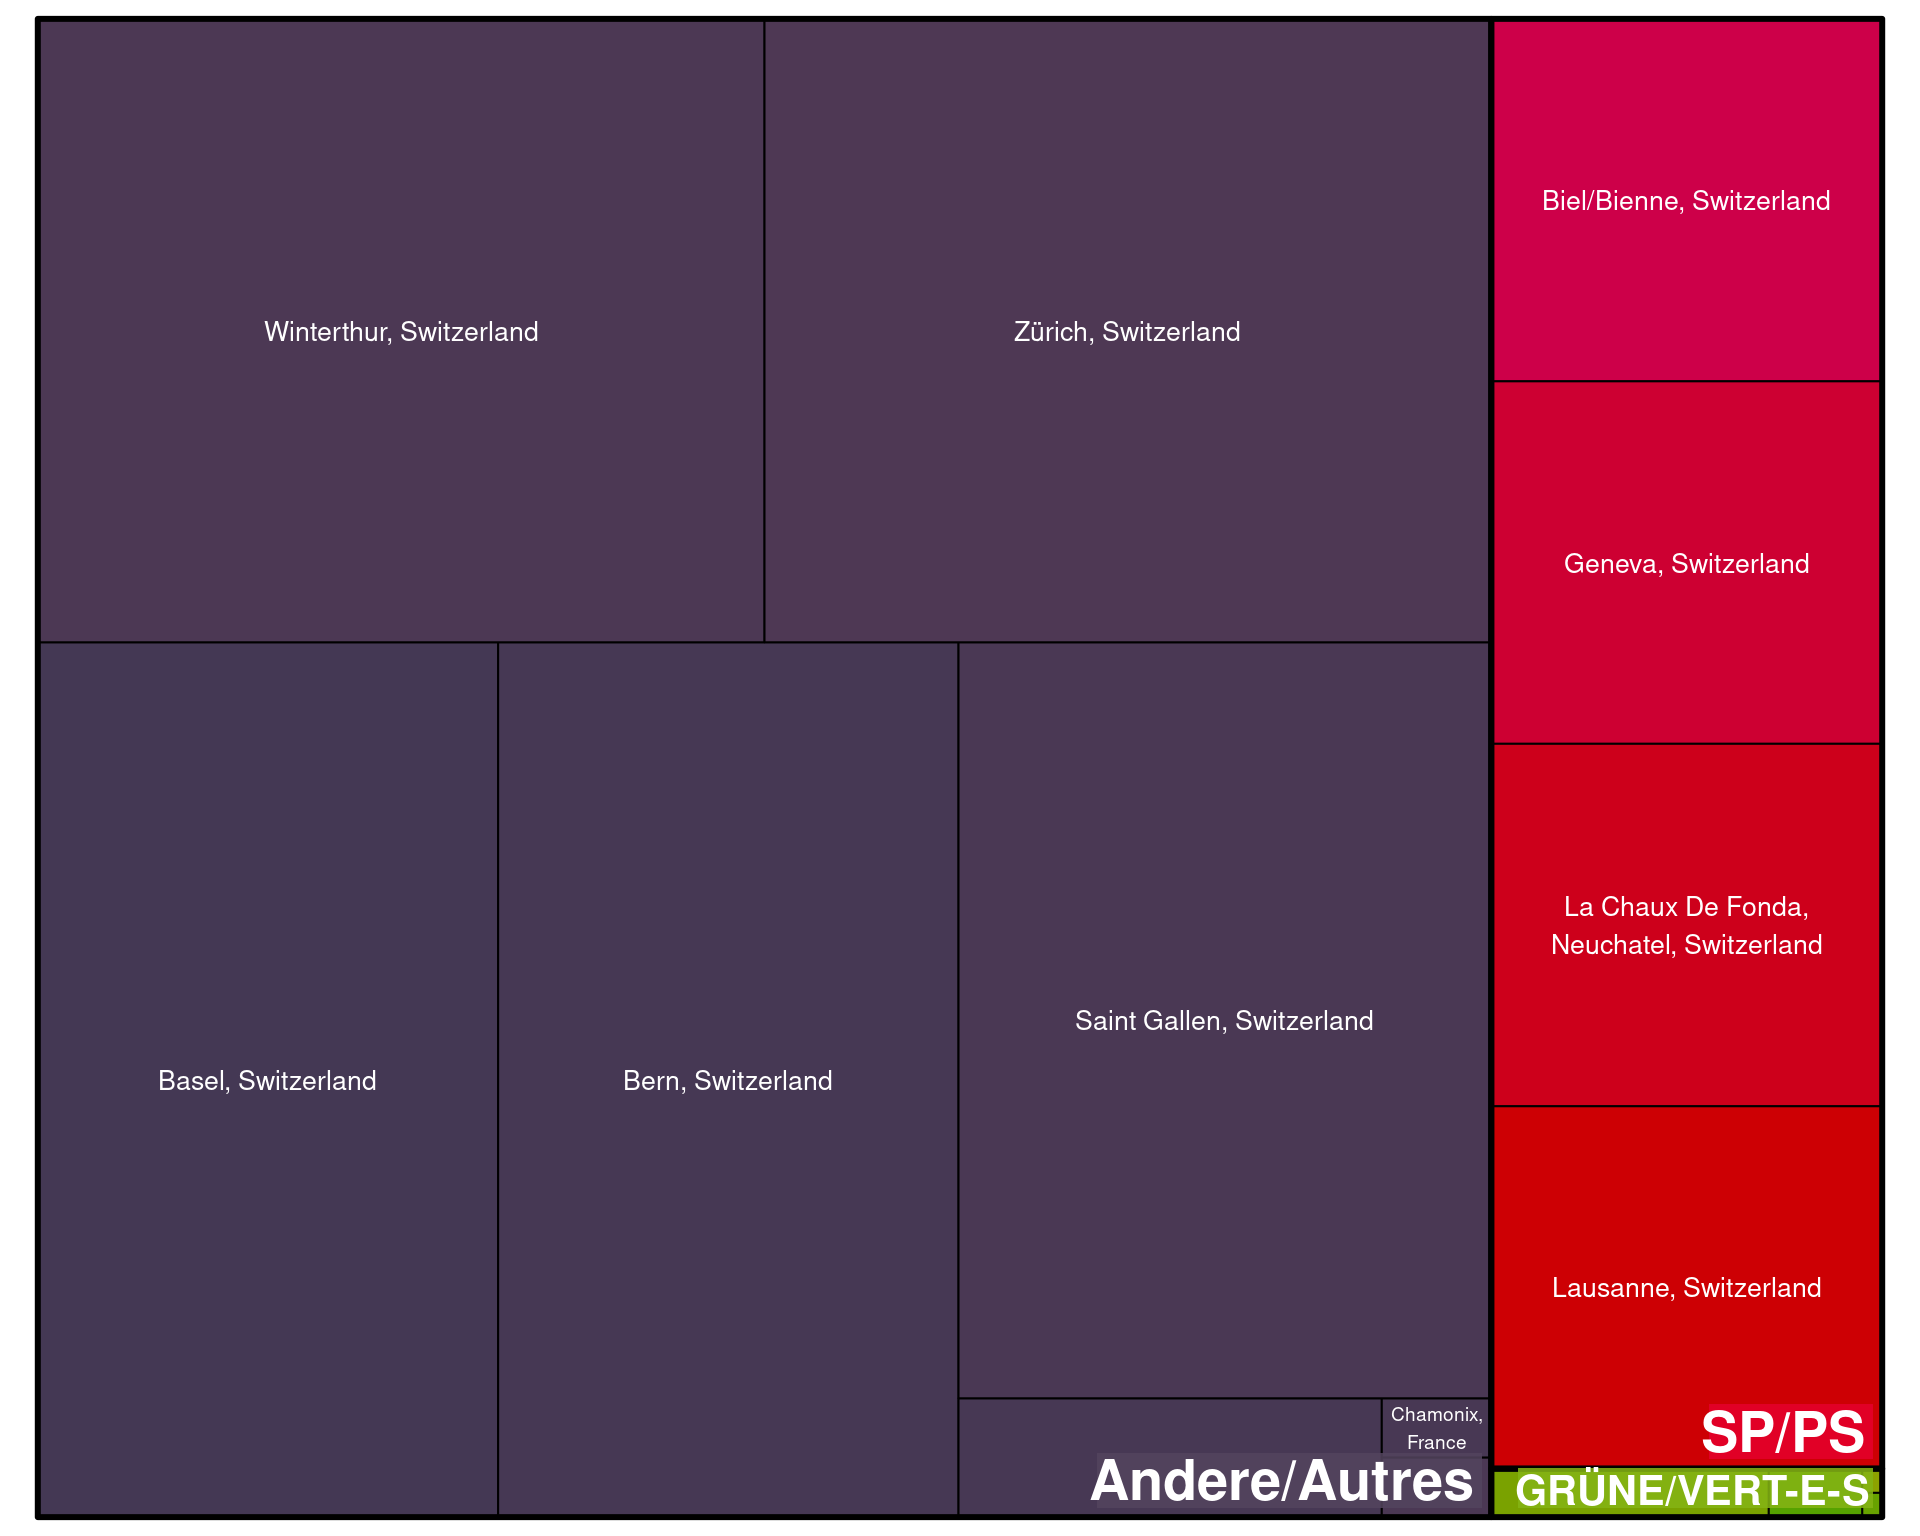 Winterthur, Switzerland
Zürich, Switzerland
Biel/Bienne, Switzerland
Geneva, Switzerland
La Chaux De Fonda,
Neuchatel, Switzerland
Basel, Switzerland
Bern, Switzerland
Saint Gallen, Switzerland
Lausanne, Switzerland
Chamonix,
France
Andere/Autres
SP/PS
GRÜNE/VERT-E-S